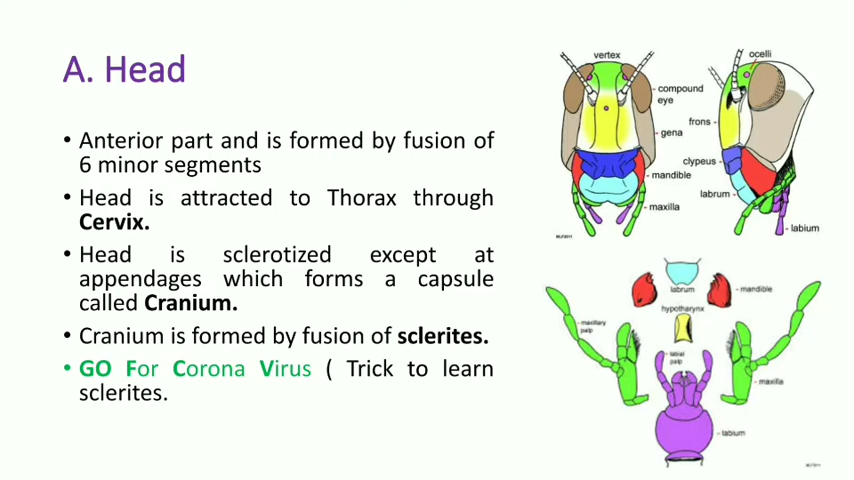 A. Head
• Anterior part and is formed by fusion of
6 minor segments
• Head is attracted to Thorax through
Cervix.
• Head is sclerotized except at
appendages which forms a capsule
called Cranium.
• Cranium is formed by fusion of sclerites.
• GO For Corona Virus ( Trick to learn
sclerites.
vertex
compound
eye
gena
mandible
maxilla
ocelli
frons
clypeus
labrum
labium
labrum
mandible
hypotharynx
maxillary
palp
labial
palp
maxilla
labium